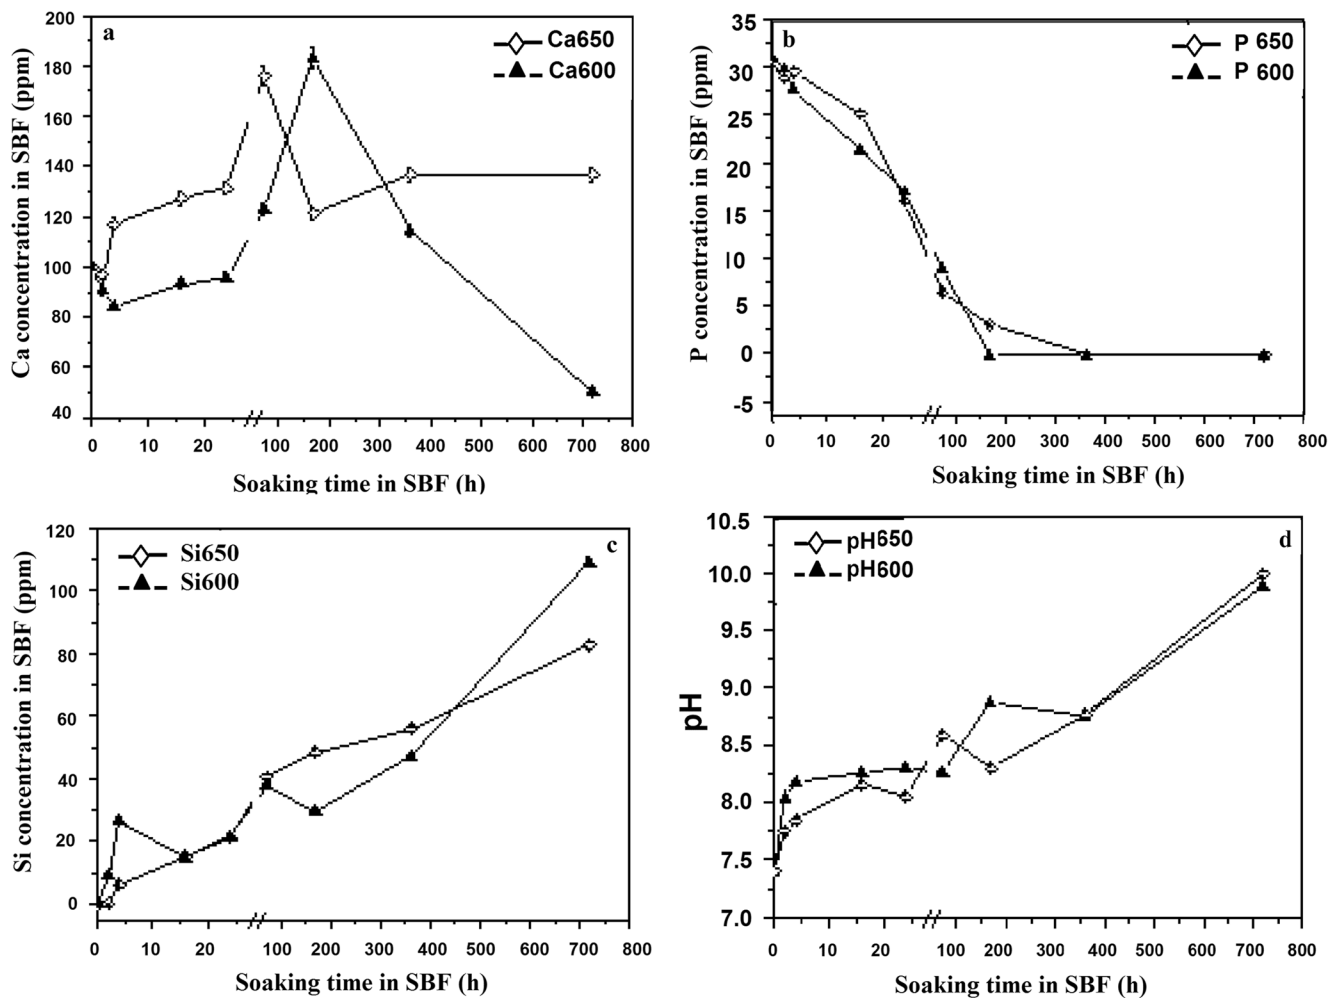 a
Ca650
Ca600
Ca concentration in SBF (ppm)
200
180
160
140
120
100
80
60
40
0 10 20 100 200 300 400 500 600 700 800
Soaking time in SBF (h)
b
P 650
P 600
P concentration in SBF (ppm)
35
30
25
20
15
10
5
0
-5
0 10 20 100 200 300 400 500 600 700 800
Soaking time in SBF (h)
c
Si650
Si600
Si concentration in SBF (ppm)
120
100
80
60
40
20
0
0 10 20 100 200 300 400 500 600 700 800
Soaking time in SBF (h)
d
pH650
pH600
pH
10.5
10.0
9.5
9.0
8.5
8.0
7.5
7.0
0 10 20 100 200 300 400 500 600 700 800
Soaking time in SBF (h)